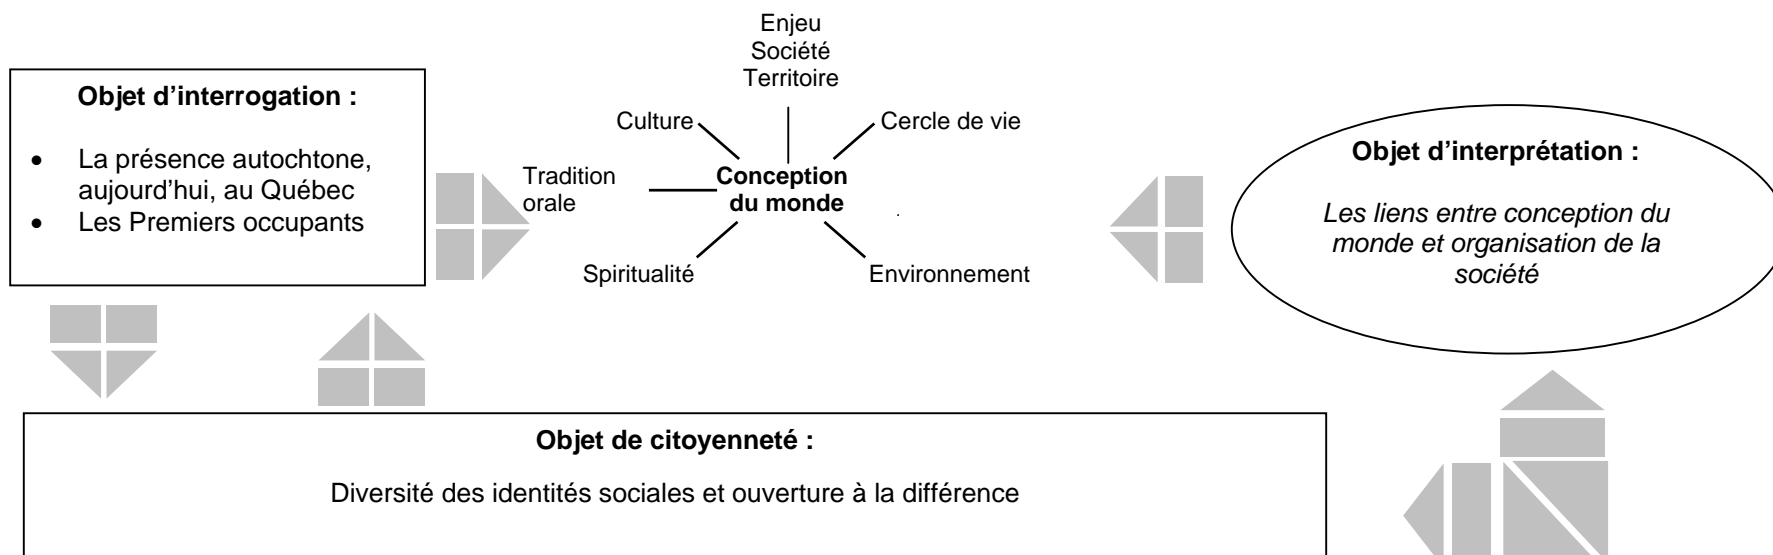 Objet d’interrogation :
• La présence autochtone,
aujourd’hui, au Québec
• Les Premiers occupants
Enjeu
Société
Territoire
Culture
Cercle de vie
Tradition
orale
Conception
du monde
Spiritualité
Environnement
Objet d’interprétation :
Les liens entre conception du
monde et organisation de la
société
Objet de citoyenneté :
Diversité des identités sociales et ouverture à la différence